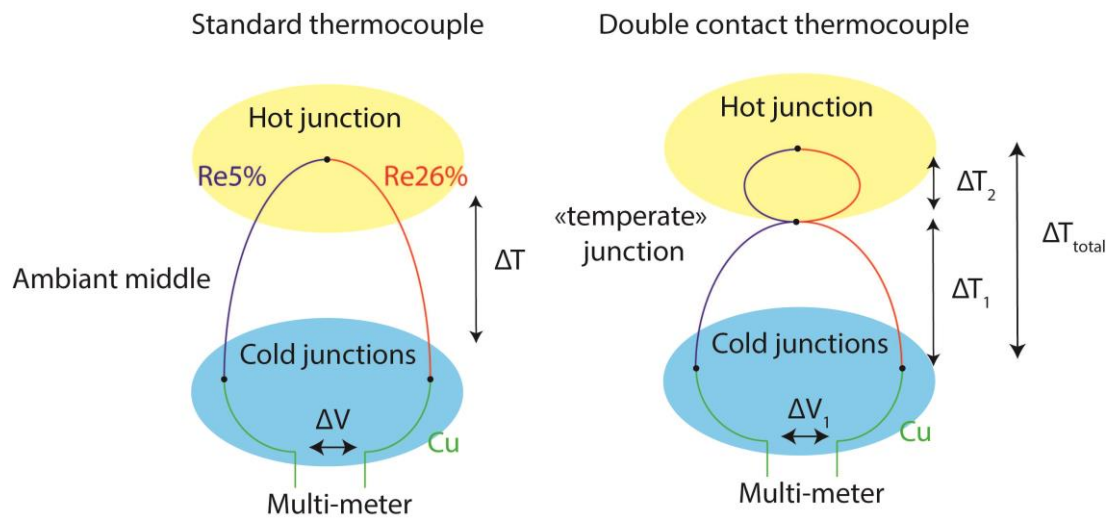 Standard thermocouple
Hot junction
Re5%
Re26%
ΔT
Ambiant middle
Cold junctions
ΔV
Cu
Multi-meter
Double contact thermocouple
Hot junction
ΔT2
«temperate»
junction
ΔTtotal
ΔT1
Cold junctions
ΔV1
Cu
Multi-meter